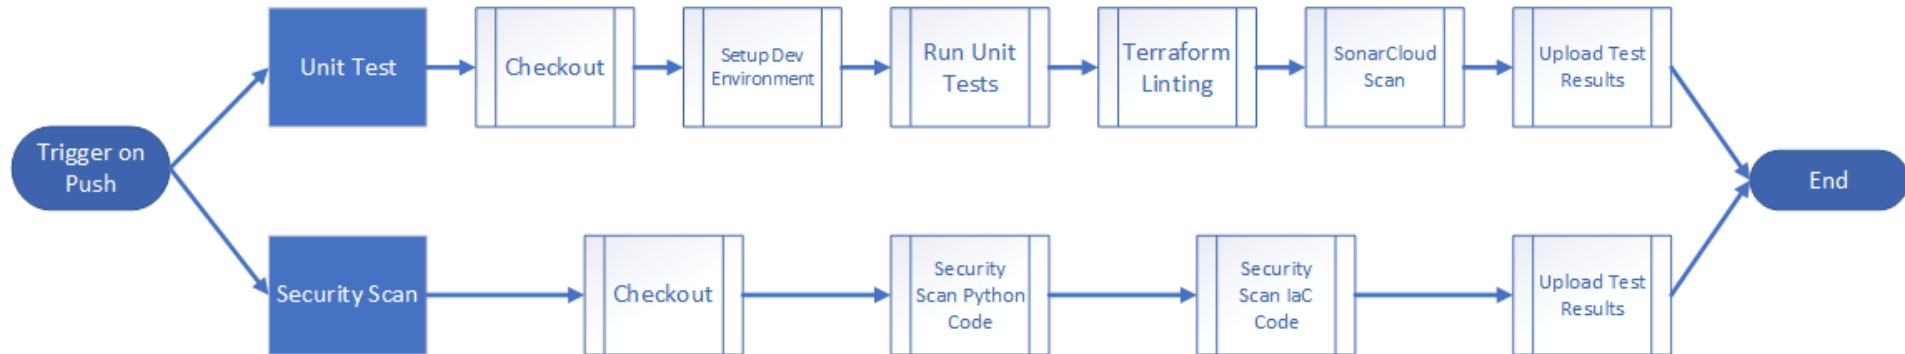 Trigger on
Push
Unit Test
Checkout
Setup Dev
Environment
Run Unit
Tests
Terraform
Linting
SonarCloud
Scan
Upload Test
Results
Security Scan
Checkout
Security
Scan Python
Code
Security
Scan IaC
Code
Upload Test
Results
End